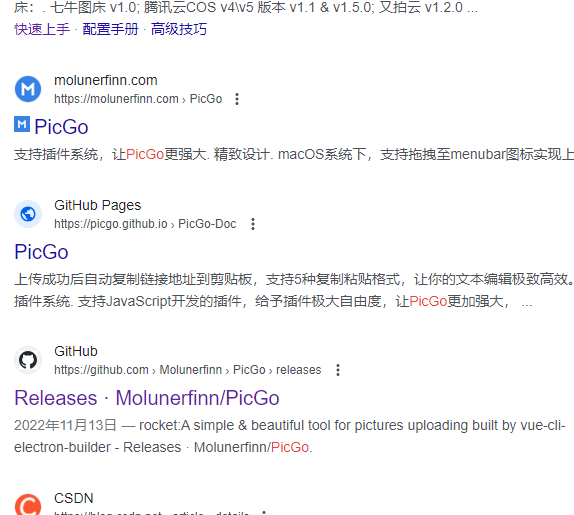 床：. 七牛图床 v1.0; 腾讯云COS v4\v5 版本 v1.1 & v1.5.0; 又拍云 v1.2.0 ...
快速上手 · 配置手册 · 高级技巧
molunerfinn.com
https://molunerfinn.com › PicGo
PicGo
支持插件系统，让PicGo更强大. 精致设计. macOS系统下，支持拖拽至menubar图标实现上
GitHub Pages
https://picgo.github.io › PicGo-Doc
PicGo
上传成功后自动复制链接地址到剪贴板，支持5种复制粘贴格式，让你的文本编辑极致高效。
插件系统. 支持JavaScript开发的插件，给予插件极大自由度，让PicGo更加强大， ...
GitHub
https://github.com › Molunerfinn › PicGo › releases
Releases · Molunerfinn/PicGo
2022年11月13日 — rocket:A simple & beautiful tool for pictures uploading built by vue-cli-
electron-builder - Releases · Molunerfinn/PicGo.
CSDN
https://blog.csdn.net › article › details